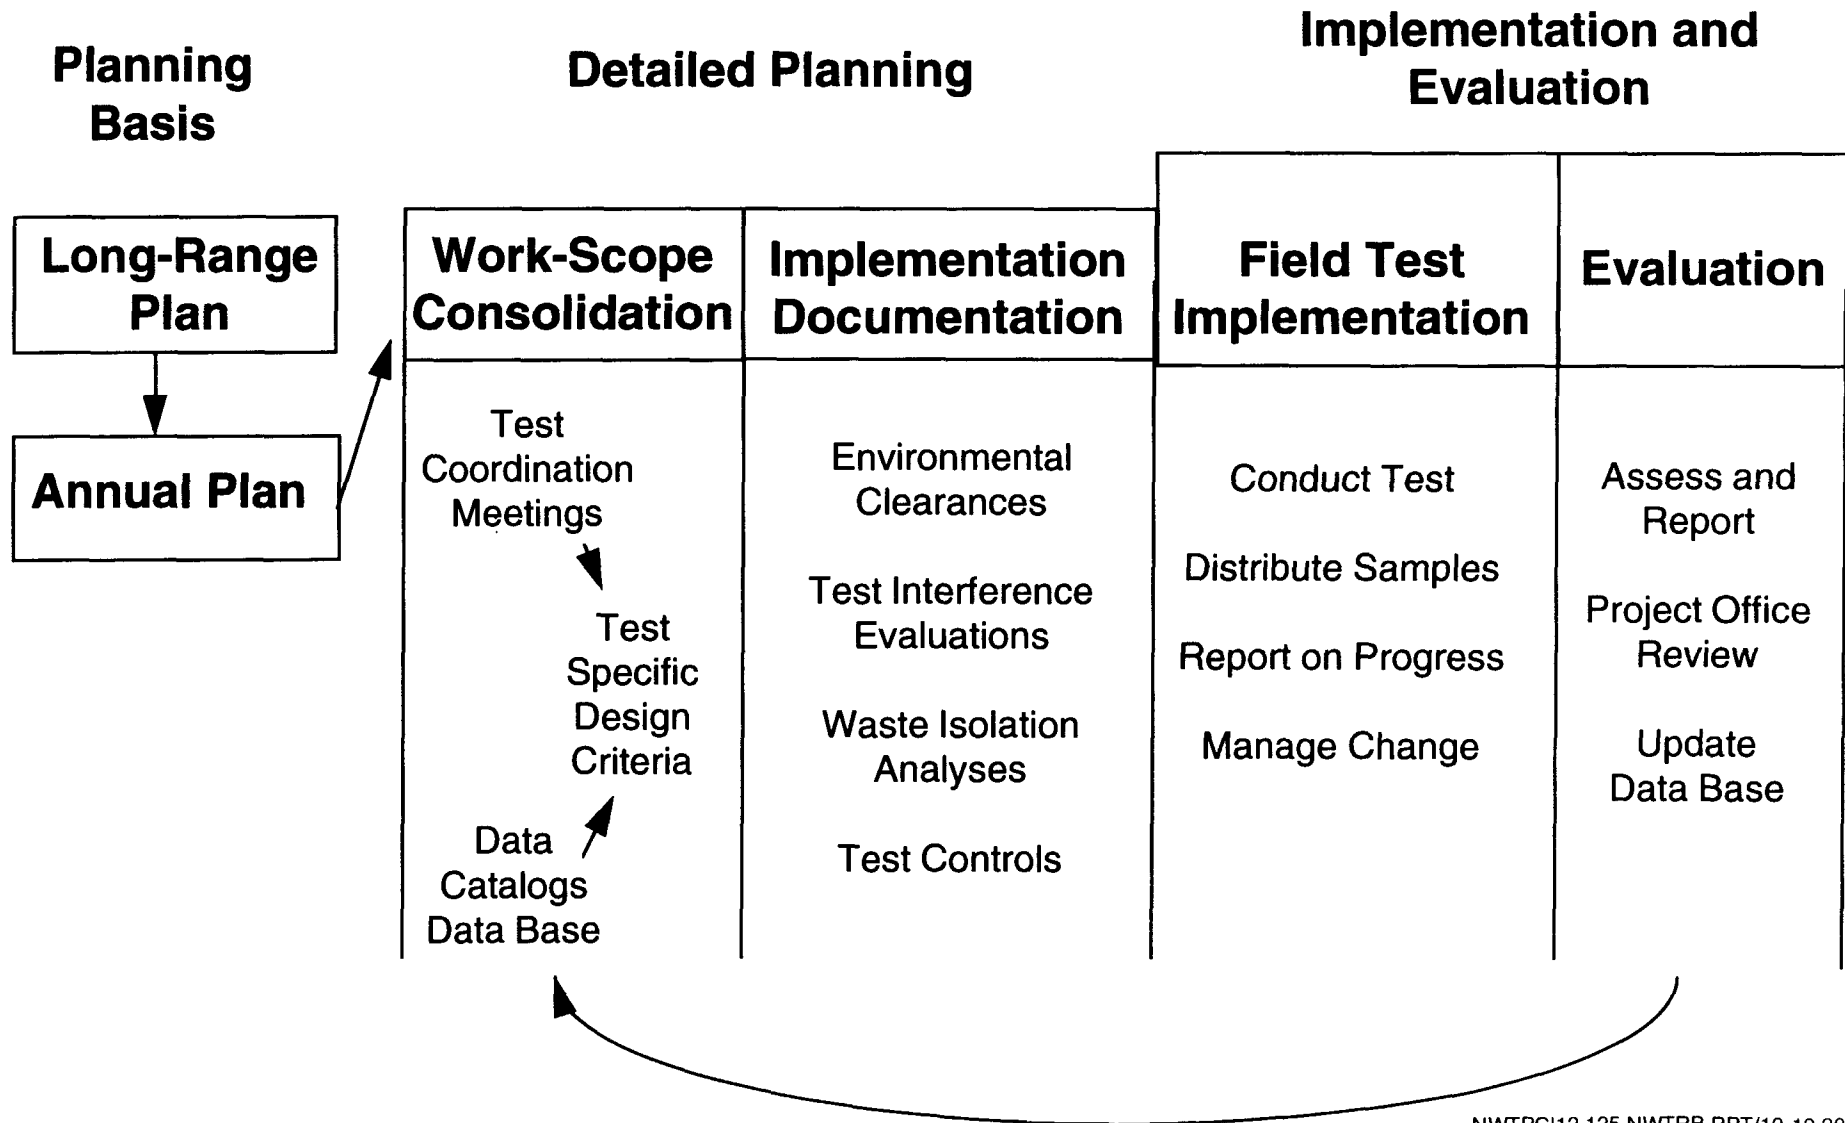 Planning
Basis
Detailed Planning
Implementation and
Evaluation
Long-Range
Plan
Annual Plan
Work-Scope
Consolidation
Test
Coordination
Meetings
Test
Specific
Design
Criteria
Data
Catalogs
Data Base
Implementation
Documentation
Environmental
Clearances
Test Interference
Evaluations
Waste Isolation
Analyses
Test Controls
Field Test
Implementation
Conduct Test
Distribute Samples
Report on Progress
Manage Change
Evaluation
Assess and
Report
Project Office
Review
Update
Data Base